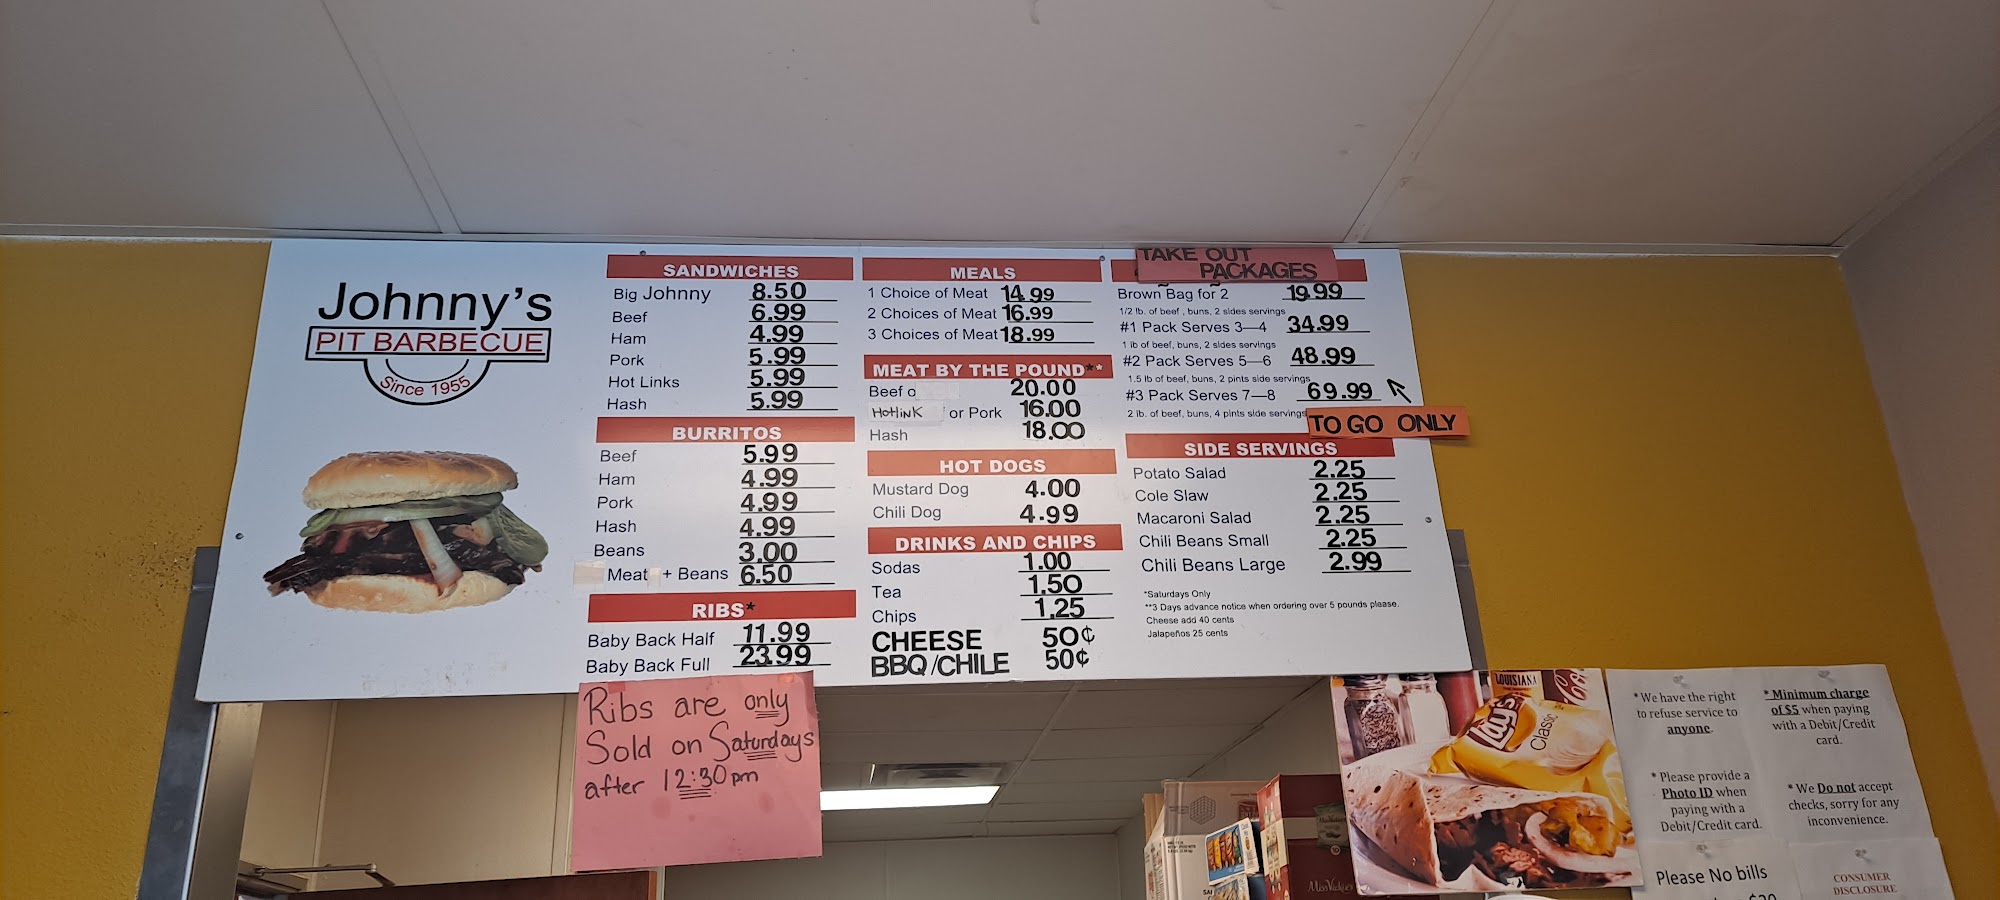 Johnny's
PIT BARBECUE
Since 1955
SANDWICHES
Big Johnny 8.50
Beef 6.99
Ham 4.99
Pork 5.99
Hot Links 5.99
Hash 5.99
BURRITOS
Beef 5.99
Ham 4.99
Pork 4.99
Hash 4.99
Beans 3.00
Meat + Beans 6.50
RIBS*
Baby Back Half 11.99
Baby Back Full 23.99
Ribs are only
Sold on Saturdays
after 12:30pm
MEALS
1 Choice of Meat 14.99
2 Choices of Meat 16.99
3 Choices of Meat 18.99
MEAT BY THE POUND**
Beef o 20.00
Hotlink or Pork 16.00
Hash 18.00
HOT DOGS
Mustard Dog 4.00
Chili Dog 4.99
DRINKS AND CHIPS
Sodas 1.00
Tea 1.50
Chips 1.25
CHEESE 50¢
BBQ/CHILE 50¢
TAKE OUT
PACKAGES
Brown Bag for 2 19.99
1/2 lb. of beef, buns, 2 sides servings
#1 Pack Serves 3—4 34.99
1 lb of beef, buns, 2 sides servings
#2 Pack Serves 5—6 48.99
1.5 lb of beef, buns, 2 pints side servings
#3 Pack Serves 7—8 69.99
2 lb. of beef, buns, 4 pints side servings
TO GO ONLY
SIDE SERVINGS
Potato Salad 2.25
Cole Slaw 2.25
Macaroni Salad 2.25
Chili Beans Small 2.25
Chili Beans Large 2.99
*Saturdays Only
**3 Days advance notice when ordering over 5 pounds please.
Cheese add 40 cents
Jalapeños 25 cents
LOUISIANA
Lay's
Classic
* We have the right
to refuse service to
anyone.
* Please provide a
Photo ID when
paying with a
Debit/Credit card.
* Minimum charge
of $5 when paying
with a Debit/Credit
card.
* We Do not accept
checks, sorry for any
inconvenience.
Please No bills
$20
CONSUMER
DISCLOSURE
Miss Vickie's